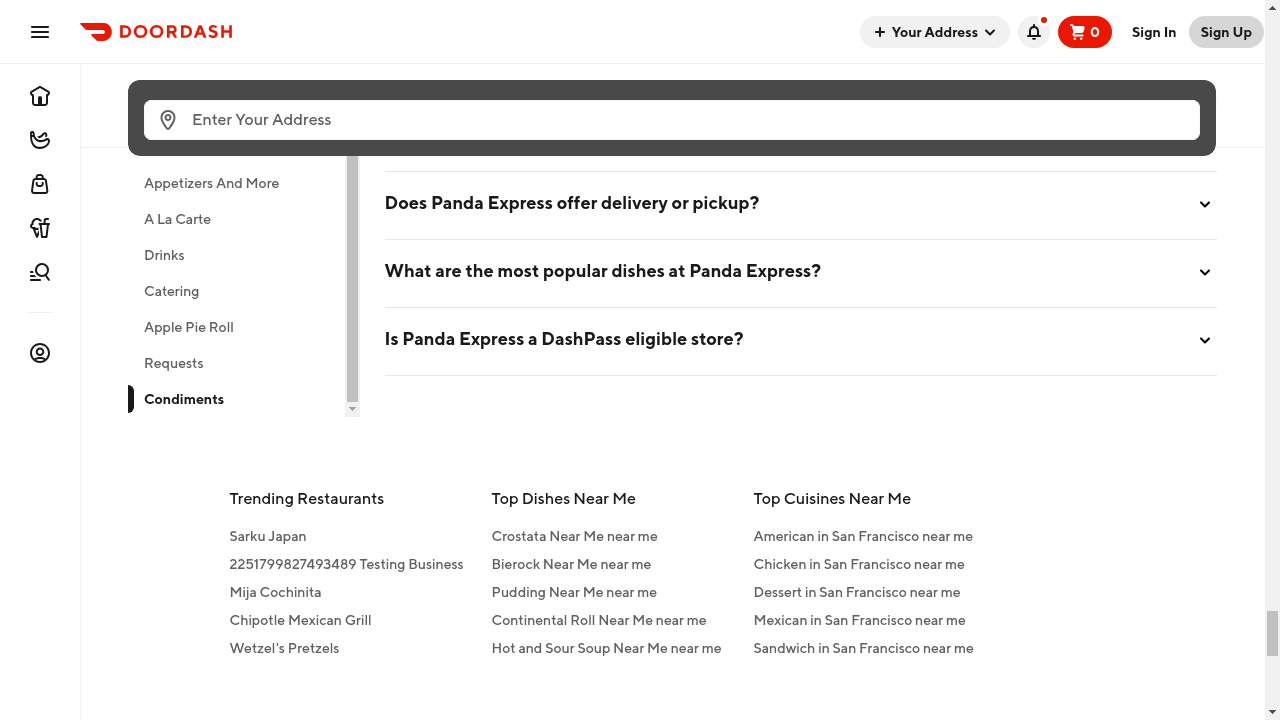 DOORDASH
Your Address
0
Sign In
Sign Up
Enter Your Address
Appetizers And More
A La Carte
Drinks
Catering
Apple Pie Roll
Requests
Condiments
Does Panda Express offer delivery or pickup?
What are the most popular dishes at Panda Express?
Is Panda Express a DashPass eligible store?
Trending Restaurants
Sarku Japan
2251799827493489 Testing Business
Mija Cochinita
Chipotle Mexican Grill
Wetzel's Pretzels
Top Dishes Near Me
Crostata Near Me near me
Bierock Near Me near me
Pudding Near Me near me
Continental Roll Near Me near me
Hot and Sour Soup Near Me near me
Top Cuisines Near Me
American in San Francisco near me
Chicken in San Francisco near me
Dessert in San Francisco near me
Mexican in San Francisco near me
Sandwich in San Francisco near me